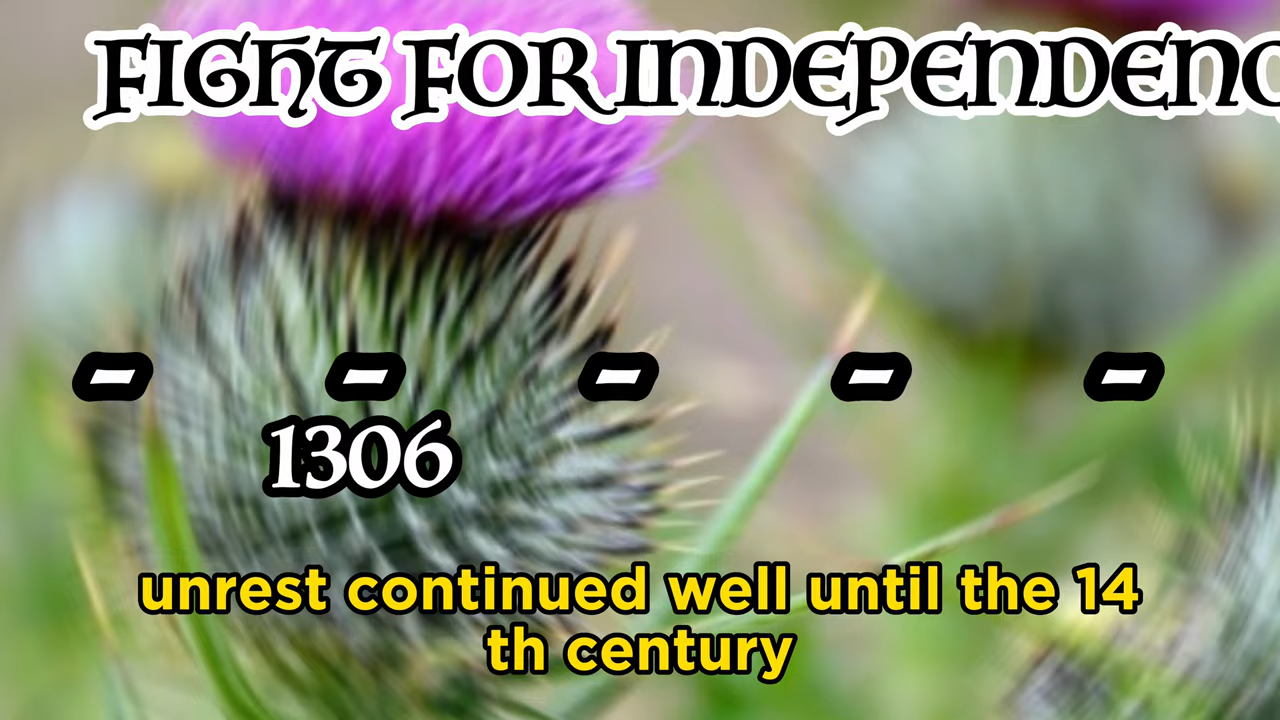 FIGHT FOR INDEPENDENC
- - - - -
1306
unrest continued well until the 14
th century